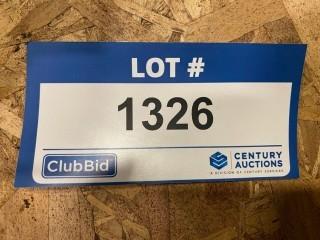 LOT #
1326
ClubBid
CENTURY
AUCTIONS
A DIVISION OF CENTURY SERVICES